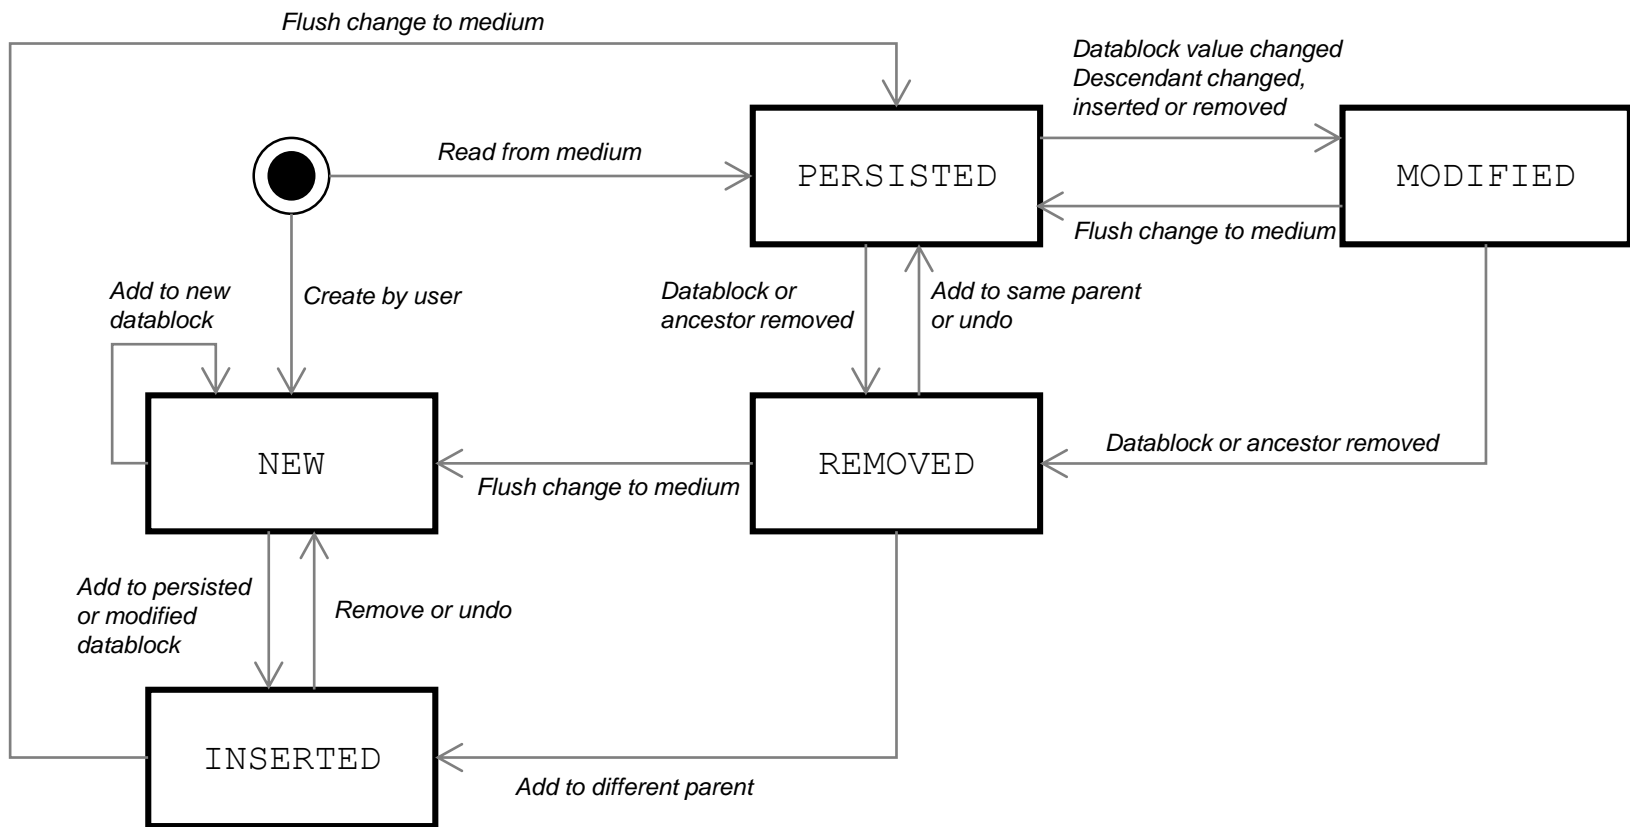 Flush change to medium
Datablock value changed
Descendant changed,
inserted or removed
Read from medium
PERSISTED
MODIFIED
Flush change to medium
Add to new
datablock
Create by user
Datablock or
ancestor removed
Add to same parent
or undo
NEW
REMOVED
Datablock or ancestor removed
Flush change to medium
Add to persisted
or modified
datablock
Remove or undo
INSERTED
Add to different parent